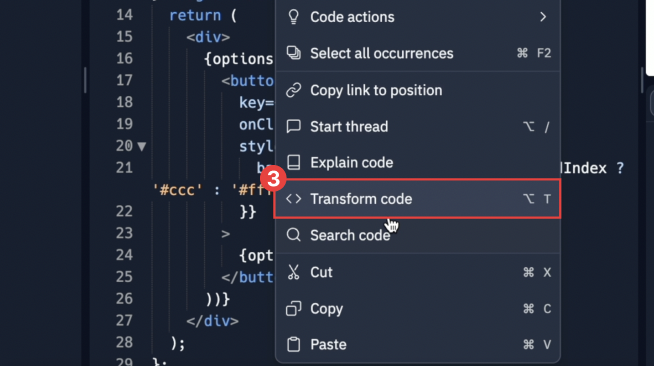 14 return (
Code actions
15 <div>
Select all occurrences ⌘ F2
16 {options
17 <butto
Copy link to position
18 key=
19 onCl
Start thread ⌥ /
20 styl
Explain code
21 dIndex ?
3
'#ccc' : '#ff
Transform code ⌥ T
22 }}
23 >
Search code
24 {opt
25 </butt
Cut ⌘ X
26 ))}
Copy ⌘ C
27 </div>
28 );
Paste ⌘ V
29 };